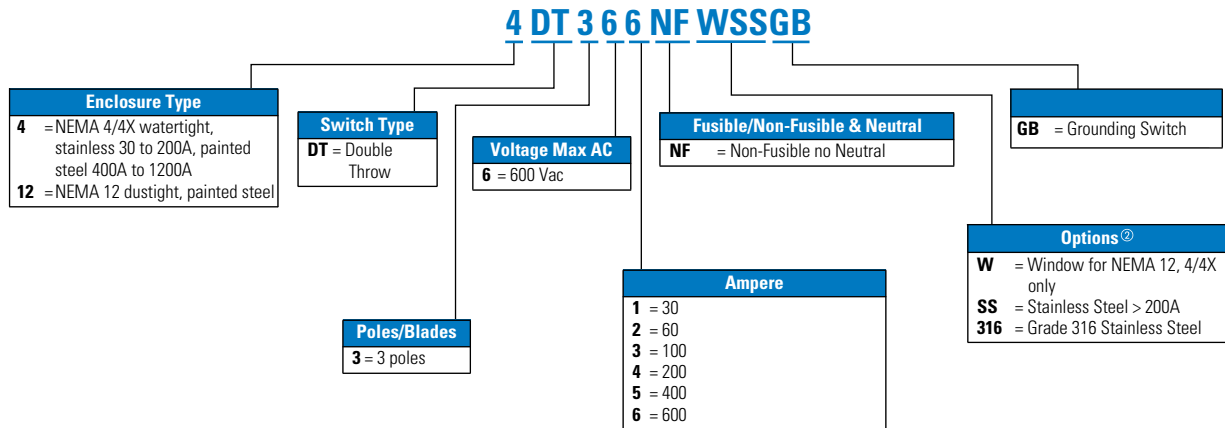 4 DT 3 6 6 NF WSSGB
Enclosure Type
4 = NEMA 4/4X watertight,
stainless 30 to 200A, painted
steel 400A to 1200A
12 = NEMA 12 dustight, painted steel
Switch Type
DT = Double
Throw
Poles/Blades
3 = 3 poles
Voltage Max AC
6 = 600 Vac
Ampere
1 = 30
2 = 60
3 = 100
4 = 200
5 = 400
6 = 600
Fusible/Non-Fusible & Neutral
NF = Non-Fusible no Neutral
GB = Grounding Switch
Options②
W = Window for NEMA 12, 4/4X
only
SS = Stainless Steel > 200A
316 = Grade 316 Stainless Steel